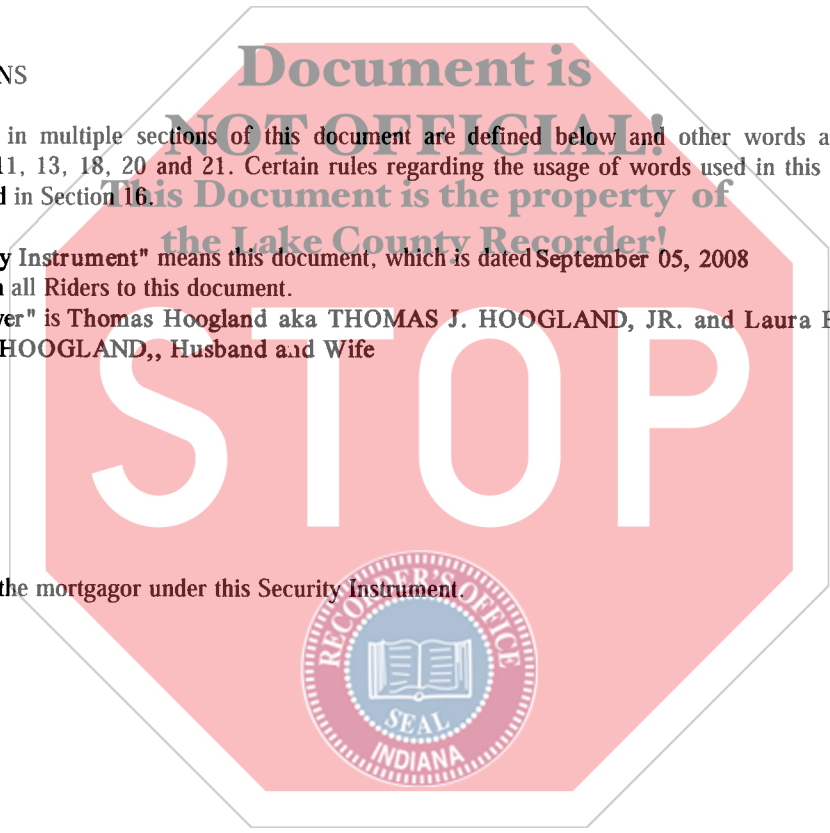 Document is
NS
NOT OFFICIAL!
in multiple sections of this document are defined below and other words a
11, 13, 18, 20 and 21. Certain rules regarding the usage of words used in this
d in Section 16.
This Document is the property of
the Lake County Recorder!
y Instrument" means this document, which is dated September 05, 2008
all Riders to this document.
er" is Thomas Hoogland aka THOMAS J. HOOGLAND, JR. and Laura
HOOGLAND,, Husband and Wife
STOP
the mortgagor under this Security Instrument.
RECORDER'S OFFICE
SEAL
INDIANA